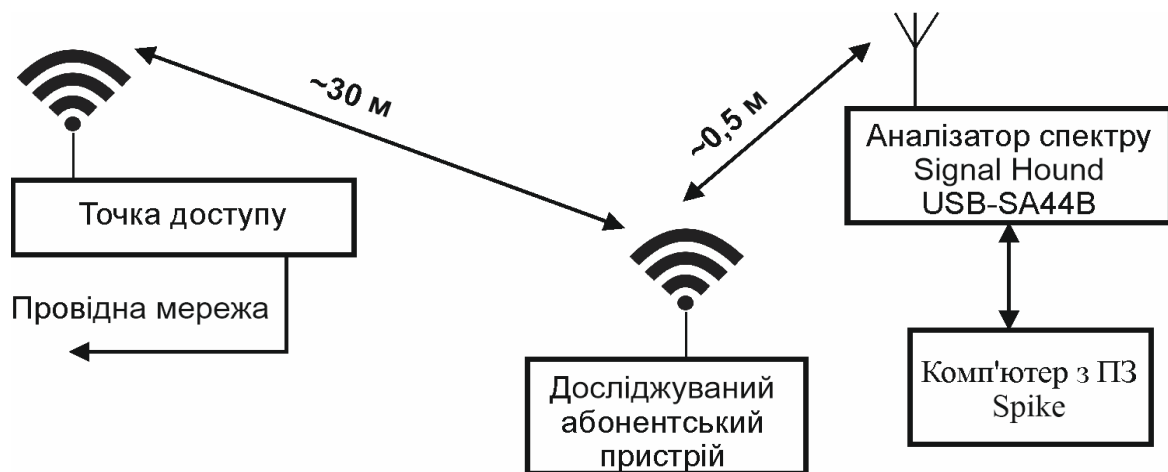 ~30 м
~0,5 м
Аналізатор спектру
Signal Hound
USB-SA44B
Точка доступу
Провідна мережа
Досліджуваний
абонентський
пристрій
Комп'ютер з ПЗ
Spike